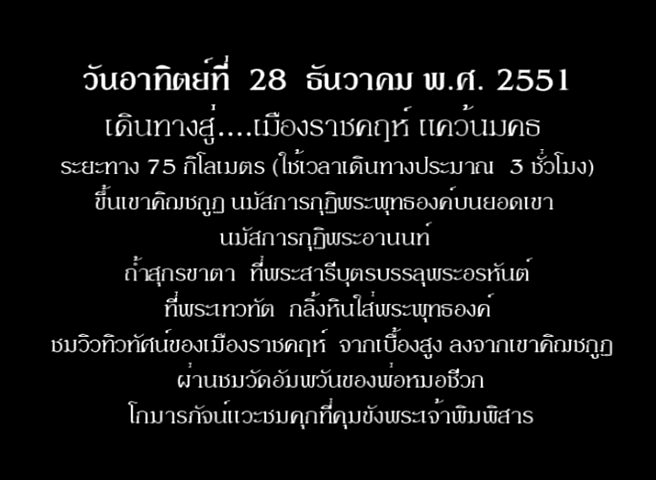 วันอาทิตย์ที่ 28 ธันวาคม พ.ศ. 2551
เดินทางสู่....เมืองราชคฤห์ แคว้นมคธ
ระยะทาง 75 กิโลเมตร (ใช้เวลาเดินทางประมาณ 3 ชั่วโมง)
ขึ้นเขาคิฌชกูฏ นมัสการกุฏิพระพุทธองค์บนยอดเขา
นมัสการกุฏิพระอานนท์
ถ้ำสุกรขาตา ที่พระสารีบุตรบรรลุพระอรหันต์
ที่พระเทวทัต กลิ้งหินใส่พระพุทธองค์
ชมวิวทิวทัศน์ของเมืองราชคฤห์ จากเบื้องสูง ลงจากเขาคิฌชกูฏ
ผ่านชมวัดอัมพวันของพ่อหมอชีวก
โกมารภัจน์แวะชมคุกที่คุมขังพระเจ้าพิมพิสาร